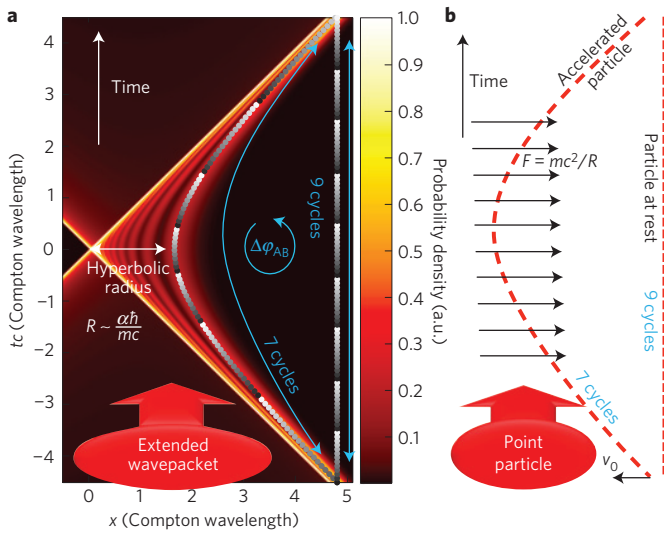 a
4
3
2
1
0
−1
−2
−3
−4
tc (Compton wavelength)
0
1
2
3
4
5
x (Compton wavelength)
Time
Hyperbolic
radius
R ~ αħ/mc
9 cycles
7 cycles
Δφ_AB
Extended
wavepacket
1.0
0.9
0.8
0.7
0.6
0.5
0.4
0.3
0.2
0.1
Probability density (a.u.)
b
Time
Accelerated
particle
F = mc²/R
Particle at rest
9 cycles
7 cycles
Point
particle
v₀